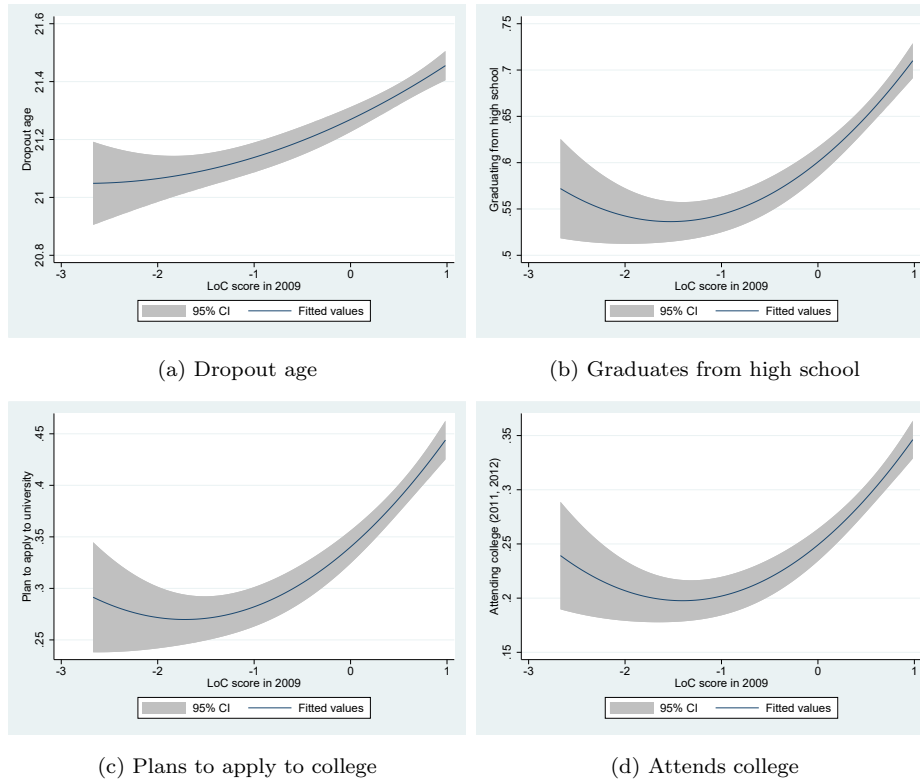 21.6
21.4
21.2
21
20.8
Dropout age
-3 -2 -1 0 1
LoC score in 2009
95% CI Fitted values
(a) Dropout age
.75
.7
.65
.6
.55
.5
Graduating from high school
-3 -2 -1 0 1
LoC score in 2009
95% CI Fitted values
(b) Graduates from high school
.45
.4
.35
.3
.25
Plan to apply to university
-3 -2 -1 0 1
LoC score in 2009
95% CI Fitted values
(c) Plans to apply to college
.35
.3
.25
.2
.15
Attending college (2011, 2012)
-3 -2 -1 0 1
LoC score in 2009
95% CI Fitted values
(d) Attends college